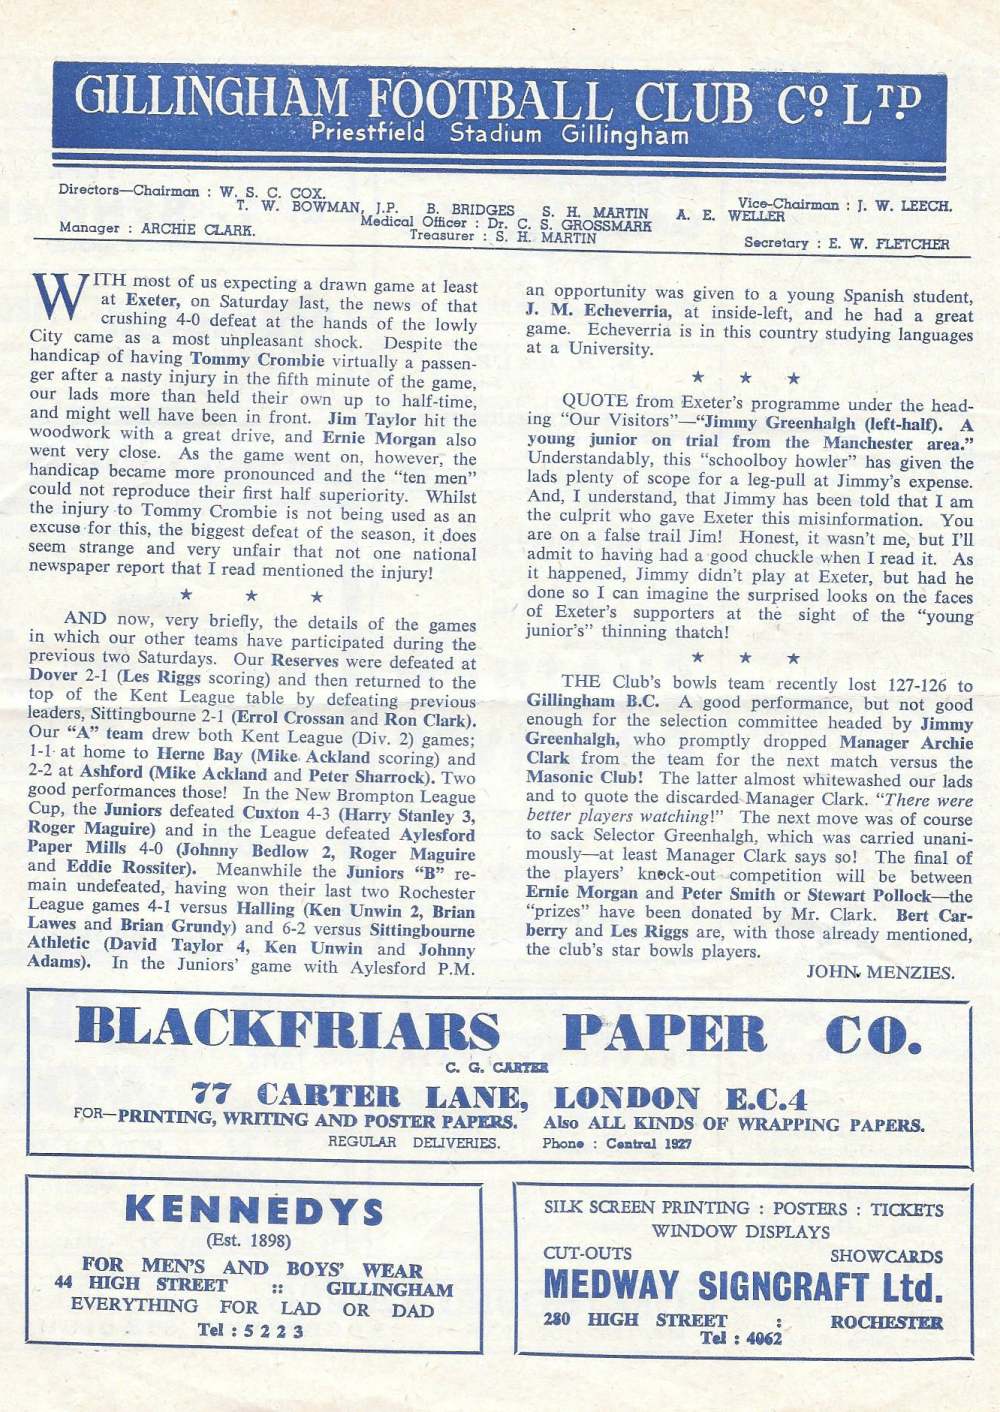 GILLINGHAM FOOTBALL CLUB Co LTD
Priestfield Stadium Gillingham
Directors—Chairman : W. S. C. COX.
Vice-Chairman : J. W. LEECH.
T. W. BOWMAN, J.P. B. BRIDGES S. H. MARTIN A. E. WELLER
Medical Officer : Dr. C. S. GROSSMARK
Manager : ARCHIE CLARK.
Treasurer : S. H. MARTIN
Secretary : E. W. FLETCHER
WITH most of us expecting a drawn game at least
at Exeter, on Saturday last, the news of that
crushing 4-0 defeat at the hands of the lowly
City came as a most unpleasant shock. Despite the
handicap of having Tommy Crombie virtually a passen-
ger after a nasty injury in the fifth minute of the game,
our lads more than held their own up to half-time,
and might well have been in front. Jim Taylor hit the
woodwork with a great drive, and Ernie Morgan also
went very close. As the game went on, however, the
handicap became more pronounced and the “ten men”
could not reproduce their first half superiority. Whilst
the injury to Tommy Crombie is not being used as an
excuse for this, the biggest defeat of the season, it does
seem strange and very unfair that not one national
newspaper report that I read mentioned the injury!
★ ★ ★
AND now, very briefly, the details of the games
in which our other teams have participated during the
previous two Saturdays. Our Reserves were defeated at
Dover 2-1 (Les Riggs scoring) and then returned to the
top of the Kent League table by defeating previous
leaders, Sittingbourne 2-1 (Errol Crossan and Ron Clark).
Our “A” team drew both Kent League (Div. 2) games;
1-1 at home to Herne Bay (Mike Ackland scoring) and
2-2 at Ashford (Mike Ackland and Peter Sharrock). Two
good performances those! In the New Brompton League
Cup, the Juniors defeated Cuxton 4-3 (Harry Stanley 3,
Roger Maguire) and in the League defeated Aylesford
Paper Mills 4-0 (Johnny Bedlow 2, Roger Maguire
and Eddie Rossiter). Meanwhile the Juniors “B” re-
main undefeated, having won their last two Rochester
League games 4-1 versus Halling (Ken Unwin 2, Brian
Lawes and Brian Grundy) and 6-2 versus Sittingbourne
Athletic (David Taylor 4, Ken Unwin and Johnny
Adams). In the Juniors’ game with Aylesford P.M.
an opportunity was given to a young Spanish student,
J. M. Echeverria, at inside-left, and he had a great
game. Echeverria is in this country studying languages
at a University.
★ ★ ★
QUOTE from Exeter’s programme under the head-
ing “Our Visitors”—“Jimmy Greenhalgh (left-half). A
young junior on trial from the Manchester area.”
Understandably, this “schoolboy howler” has given the
lads plenty of scope for a leg-pull at Jimmy’s expense.
And, I understand, that Jimmy has been told that I am
the culprit who gave Exeter this misinformation. You
are on a false trail Jim! Honest, it wasn’t me, but I’ll
admit to having had a good chuckle when I read it. As
it happened, Jimmy didn’t play at Exeter, but had he
done so I can imagine the surprised looks on the faces
of Exeter’s supporters at the sight of the “young
junior’s” thinning thatch!
★ ★ ★
THE Club’s bowls team recently lost 127-126 to
Gillingham B.C. A good performance, but not good
enough for the selection committee headed by Jimmy
Greenhalgh, who promptly dropped Manager Archie
Clark from the team for the next match versus the
Masonic Club! The latter almost whitewashed our lads
and to quote the discarded Manager Clark. “There were
better players watching!” The next move was of course
to sack Selector Greenhalgh, which was carried unani-
mously—at least Manager Clark says so! The final of
the players’ knock-out competition will be between
Ernie Morgan and Peter Smith or Stewart Pollock—the
“prizes” have been donated by Mr. Clark. Bert Car-
berry and Les Riggs are, with those already mentioned,
the club’s star bowls players.
JOHN MENZIES.
BLACKFRIARS PAPER CO.
C. G. CARTER
77 CARTER LANE, LONDON E.C.4
FOR—PRINTING, WRITING AND POSTER PAPERS. Also ALL KINDS OF WRAPPING PAPERS.
REGULAR DELIVERIES. Phone : Central 1927
KENNEDYS
(Est. 1898)
FOR MEN’S AND BOYS’ WEAR
44 HIGH STREET :: GILLINGHAM
EVERYTHING FOR LAD OR DAD
Tel : 5 2 2 3
SILK SCREEN PRINTING : POSTERS : TICKETS
WINDOW DISPLAYS
CUT-OUTS SHOWCARDS
MEDWAY SIGNCRAFT Ltd.
280 HIGH STREET : ROCHESTER
Tel : 4062